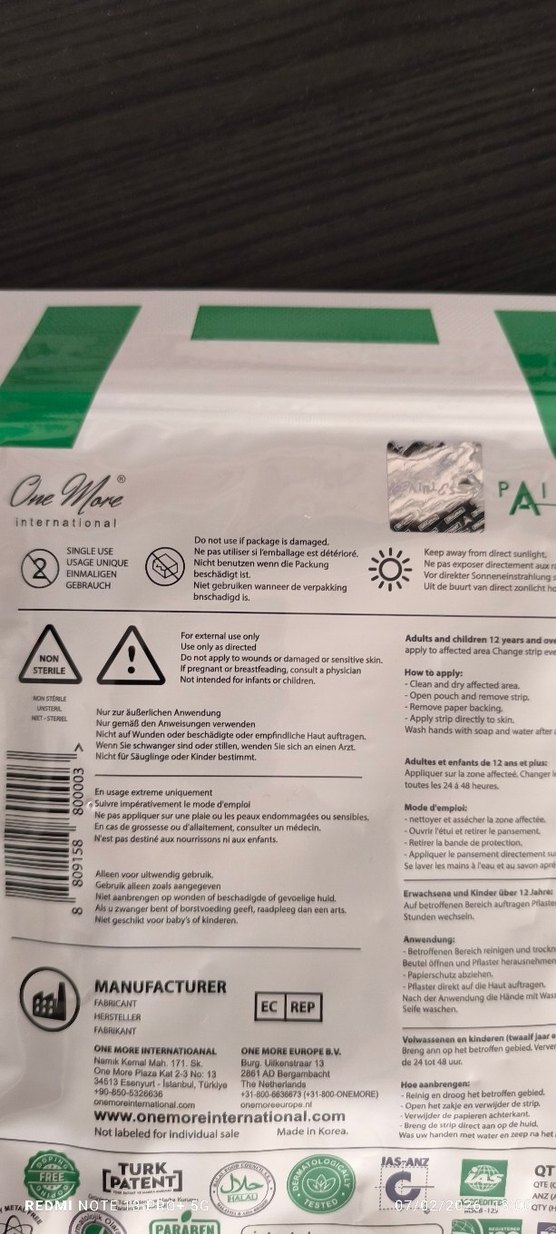 One More®
international
PAI
SINGLE USE
USAGE UNIQUE
EINMALIGEN
GEBRAUCH
Do not use if package is damaged.
Ne pas utiliser si l'emballage est détérioré.
Nicht benutzen wenn die Packung
beschädigt ist.
Niet gebruiken wanneer de verpakking
bnschadigd is.
Keep away from direct sunlight.
Ne pas exposer directement aux
Vor direkter Sonneneinstrahlung
Uit de buurt van direct zonlicht
NON
STERILE
NON STÉRILE
UNSTERIL
NIET - STERIEL
For external use only
Use only as directed
Do not apply to wounds or damaged or sensitive skin.
If pregnant or breastfeeding, consult a physician
Not intended for infants or children.
Nur zur äußerlichen Anwendung
Nur gemäß den Anweisungen verwenden
Nicht auf Wunden oder beschädigte oder empfindliche Haut auftragen.
Wenn Sie schwanger sind oder stillen, wenden Sie sich an einen Arzt.
Nicht für Säuglinge oder Kinder bestimmt.
En usage extreme uniquement
Suivre impérativement le mode d'emploi
Ne pas appliquer sur une plaie ou les peaux endommagées ou sensibles.
En cas de grossesse ou d'allaitement, consulter un médecin.
N'est pas destiné aux nourrissons ni aux enfants.
Alleen voor uitwendig gebruik.
Gebruik alleen zoals aangegeven
Niet aanbrengen op wonden of beschadigde of gevoelige huid.
Als u zwanger bent of borstvoeding geeft, raadpleeg dan een arts.
Niet geschikt voor baby's of kinderen.
8 809158 800003 >
Adults and children 12 years and
apply to affected area Change strip
How to apply:
- Clean and dry affected area.
- Open pouch and remove strip.
- Remove paper backing.
- Apply strip directly to skin.
Wash hands with soap and water after
Adultes et enfants de 12 ans et plus:
Appliquer sur la zone affectée. Changer
toutes les 24 à 48 heures.
Mode d'emploi:
- nettoyer et assécher la zone affectée.
- Ouvrir l'étui et retirer le pansement.
- Retirer la bande de protection.
- Appliquer le pansement directement
Se laver les mains à l'eau et au savon
Erwachsene und Kinder über 12 Jahre:
Auf betroffenen Bereich auftragen
Stunden wechseln.
Anwendung:
- Betroffenen Bereich reinigen und
Beutel öffnen und Pflaster herausnehmen
- Papierschutz abziehen.
- Pflaster direkt auf die Haut auftragen.
Nach der Anwendung die Hände mit
Seife waschen.
Volwassenen en kinderen (twaalf jaar
Breng ann op het betroffen gebied.
de 24 tot 48 uur.
Hoe aanbrengen:
- Reinig en droog het betroffen gebied.
- Open het zakje en verwijder de strip.
- Verwijder de papieren achterkant.
- Breng de strip direct aan op de huid.
Was uw handen met water en zeep na het
MANUFACTURER
FABRICANT
HERSTELLER
FABRIKANT
EC REP
ONE MORE INTERNATIOANAL
Namık Kemal Mah. 171. Sk.
One More Plaza Kat 2-3 No: 13
34513 Esenyurt - İstanbul, Türkiye
+90-850-5326636
onemoreinternational.com
ONE MORE EUROPE B.V.
Burg. Uilkenstraar 13
2861 AD Bergambacht
The Netherlands
+31-800-6636673 (+31-800-ONEMORE)
onemoreeurope.nl
www.onemoreinternational.com
Not labeled for individual sale
Made in Korea.
DOPING
FREE
TURK
[PATENT]
HALAL
DERMATOLOGICALLY
TESTED
IAS-ANZ
IAS
PARABEN
REDMI NOTE 13 PRO+ 5G